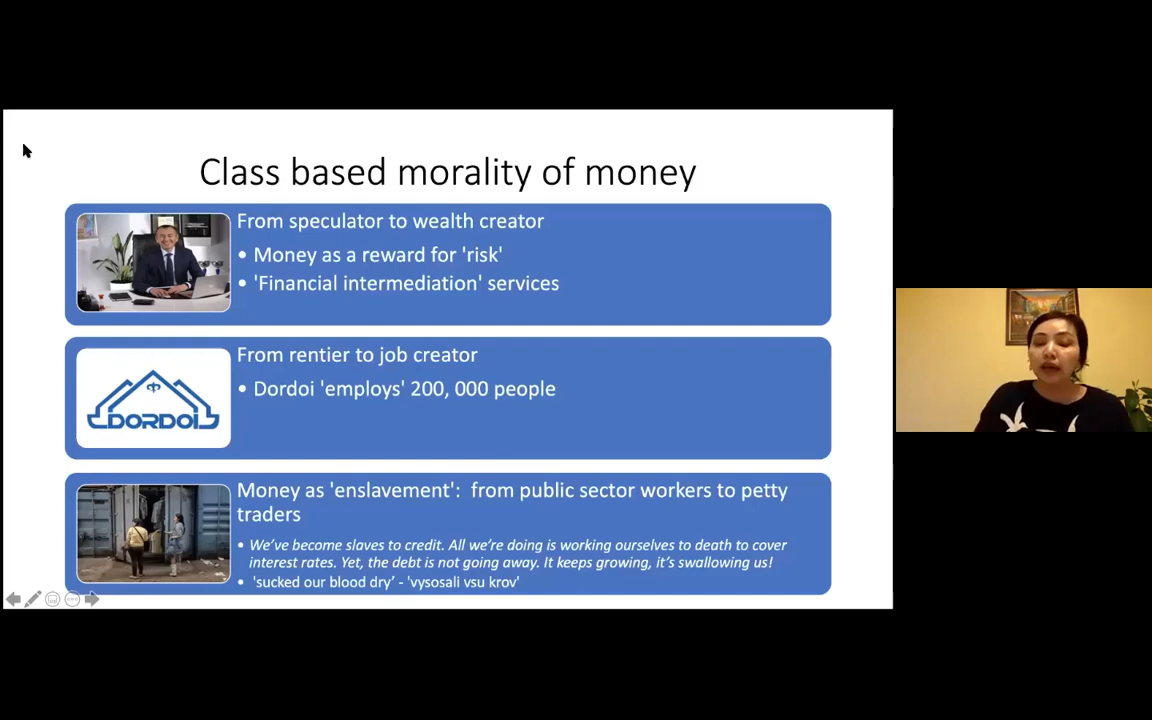 Class based morality of money
From speculator to wealth creator
• Money as a reward for 'risk'
• 'Financial intermediation' services
From rentier to job creator
• Dordoi 'employs' 200, 000 people
DORDOI
Money as 'enslavement':  from public sector workers to petty
traders
• We've become slaves to credit. All we're doing is working ourselves to death to cover
interest rates. Yet, the debt is not going away. It keeps growing, it's swallowing us!
• 'sucked our blood dry' - 'vysosali vsu krov'